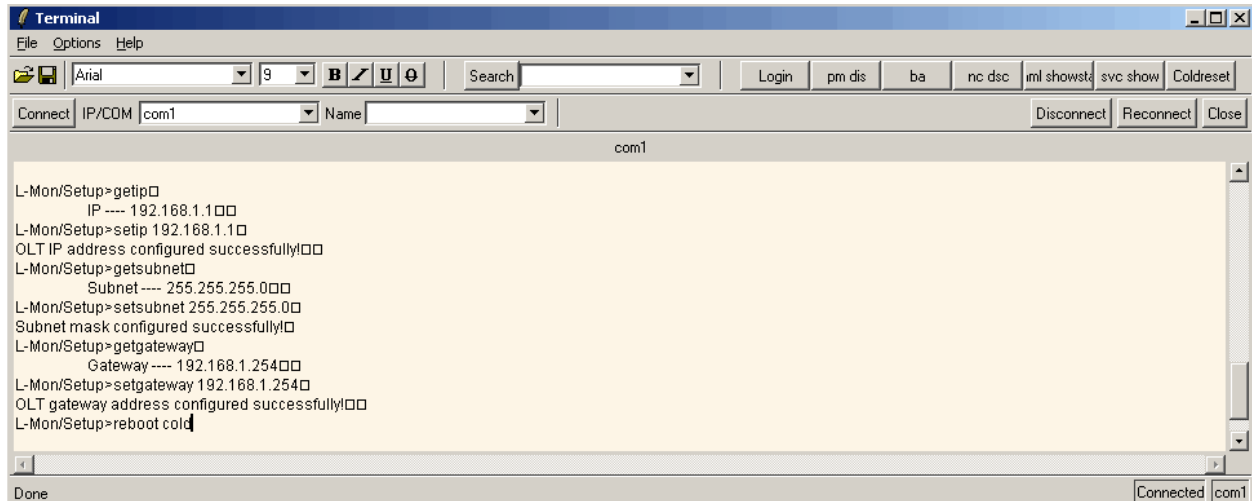 Terminal
File Options Help
Arial 9 B I U O Search Login pm dis ba nc dsc svc show Coldreset
Connect IP/COM com1 Name Disconnect Reconnect Close
com1
L-Mon/Setup>getip□
IP ---- 192.168.1.1□□
L-Mon/Setup>setip 192.168.1.1□
OLT IP address configured successfully!□□
L-Mon/Setup>getsubnet□
Subnet ---- 255.255.255.0□□
L-Mon/Setup>setsubnet 255.255.255.0□
Subnet mask configured successfully!□
L-Mon/Setup>getgateway□
Gateway ---- 192.168.1.254□□
L-Mon/Setup>setgateway 192.168.1.254□
OLT gateway address configured successfully!□□
L-Mon/Setup>reboot cold
Done Connected com1